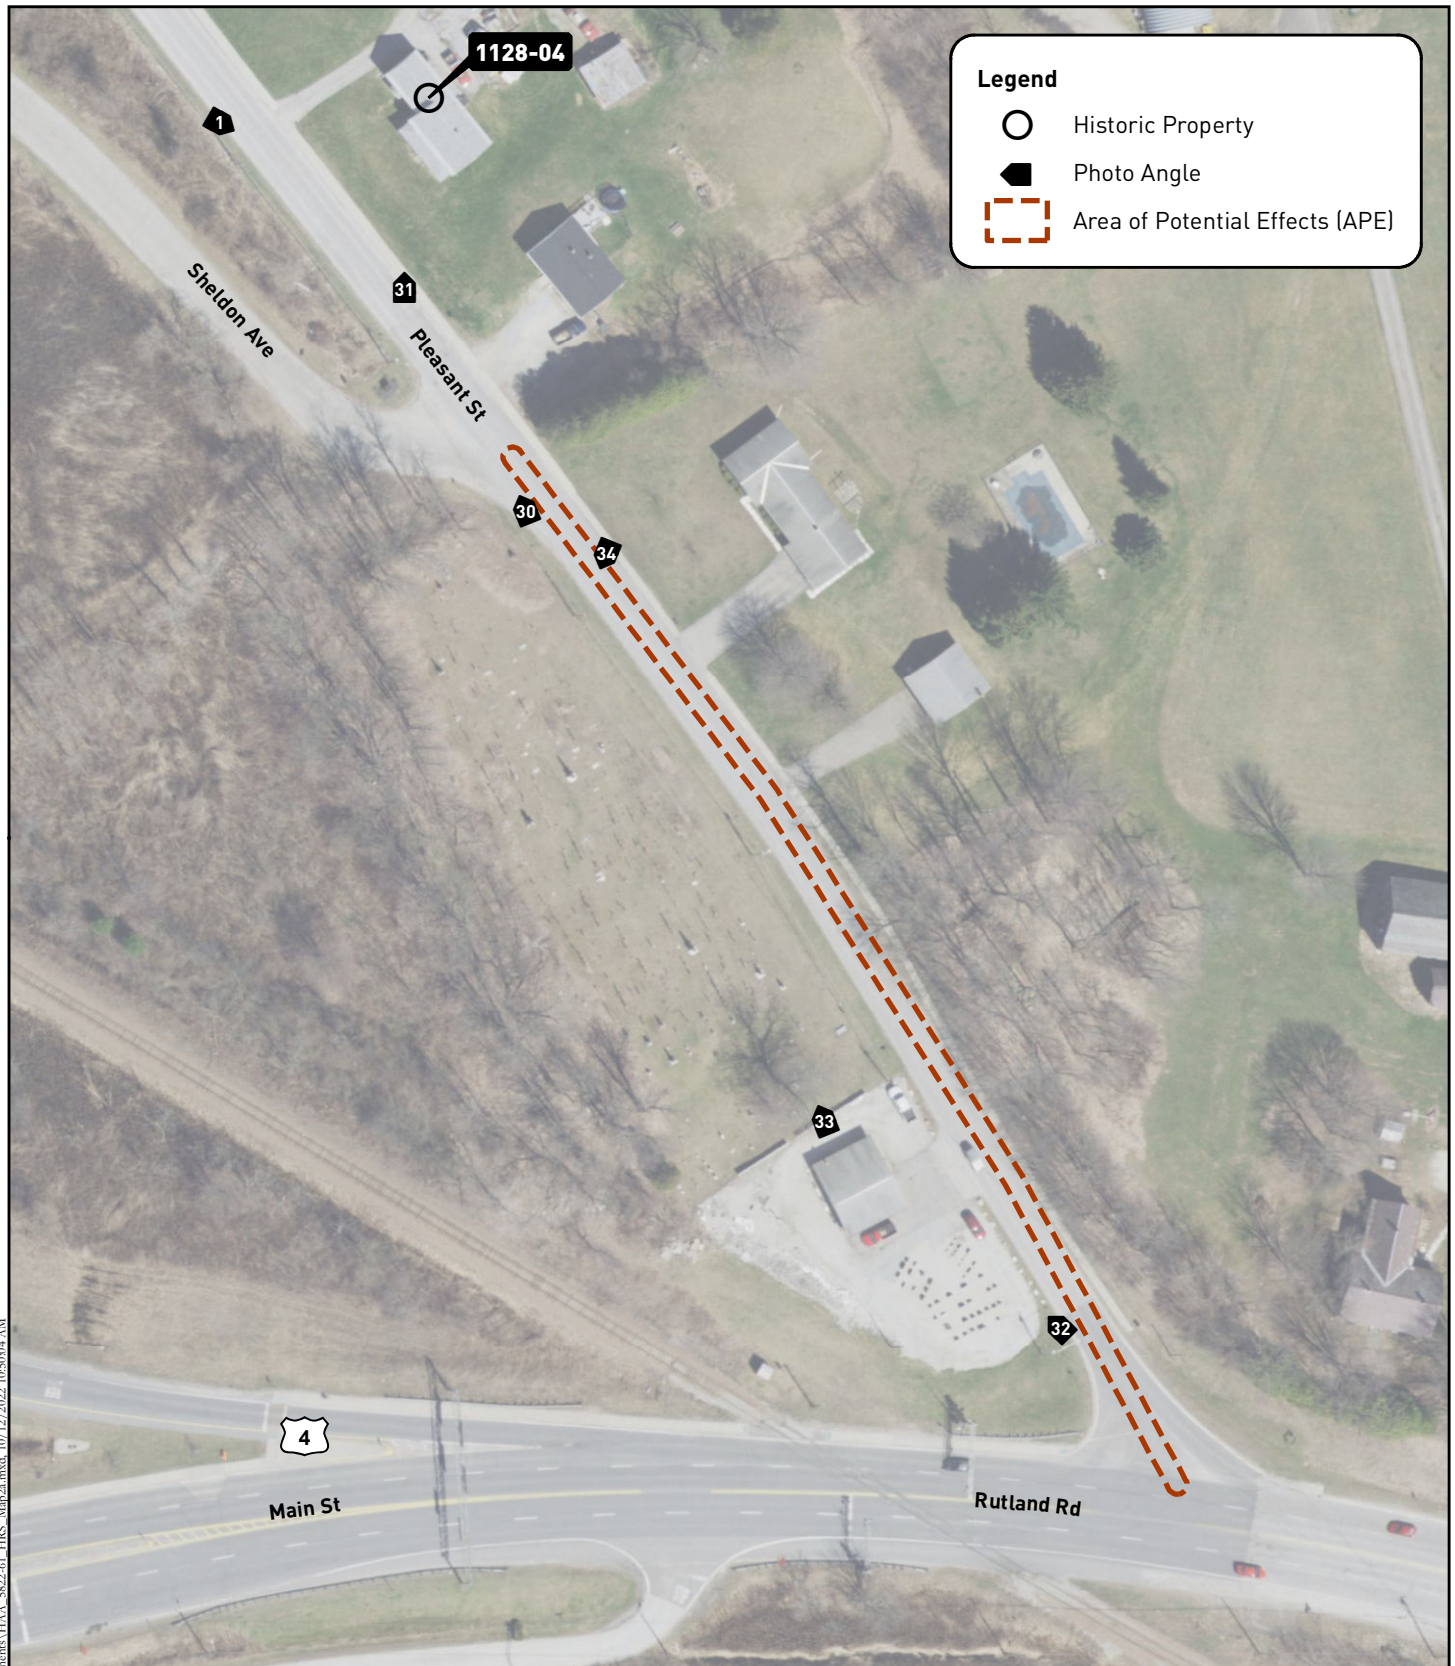 1128-04
Legend
Historic Property
Photo Angle
Area of Potential Effects (APE)
1
31
Sheldon Ave
Pleasant St
30
34
33
32
4
Main St
Rutland Rd